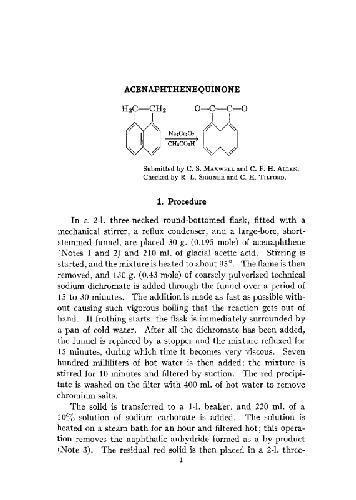 ACENAPHTHENEQUINONE
H₂C—CH₂ O—C—C—O
Na₂Cr₂O₇
CH₃CO₂H
Submitted by C. S. MAXWELL and C. F. H. ALLEN.
Checked by R. L. SHRINER and C. H. TILFORD.
1. Procedure
In a 2-l. three-necked round-bottomed flask, fitted with a
mechanical stirrer, a reflux condenser, and a large-bore, short-
stemmed funnel, are placed 30 g. (0.195 mole) of acenaphthene
(Notes 1 and 2) and 210 ml. of glacial acetic acid. Stirring is
started, and the mixture is heated to about 95°. The flame is then
removed, and 130 g. (0.43 mole) of coarsely pulverized technical
sodium dichromate is added through the funnel over a period of
15 to 30 minutes. The addition is made as fast as possible with-
out causing such vigorous boiling that the reaction gets out of
hand. If frothing starts, the flask is immediately surrounded by
a pan of cold water. After all the dichromate has been added,
the funnel is replaced by a stopper and the mixture refluxed for
15 minutes, during which time it becomes very viscous. Seven
hundred milliliters of hot water is then added; the mixture is
stirred for 10 minutes and filtered by suction. The red precipi-
tate is washed on the filter with 400 ml. of hot water to remove
chromium salts.
The solid is transferred to a 1-l. beaker, and 220 ml. of a
10% solution of sodium carbonate is added. The solution is
heated on a steam bath for an hour and filtered hot; this opera-
tion removes the naphthalic anhydride formed as a by-product
(Note 3). The residual red solid is then placed in a 2-l. three-
1